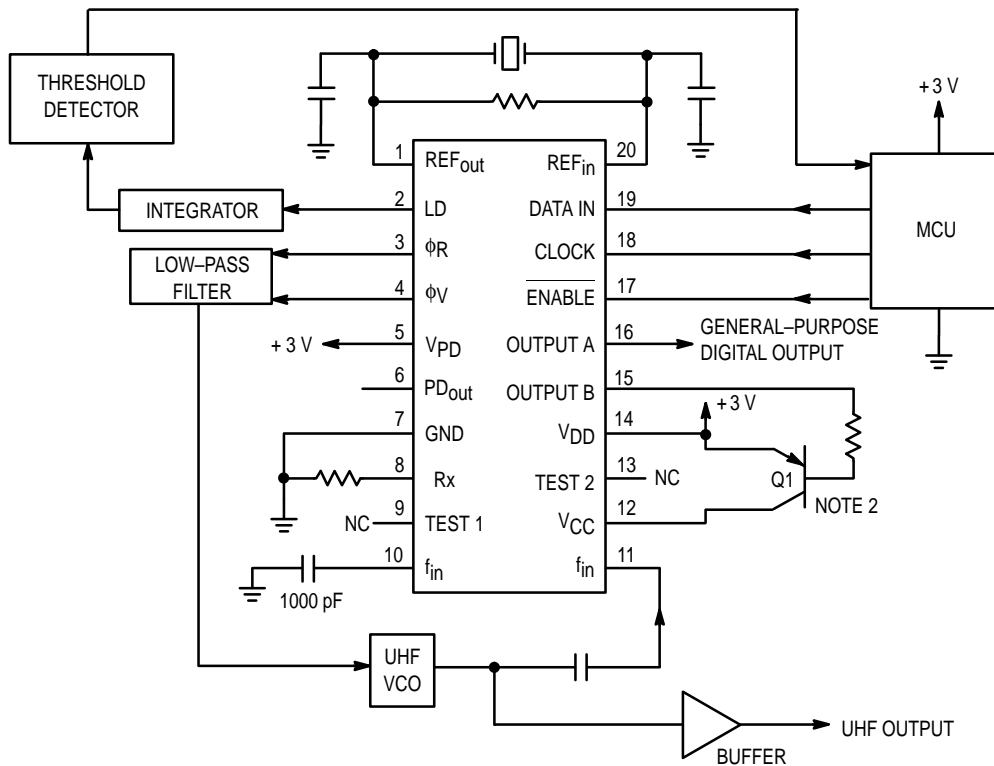 THRESHOLD
DETECTOR
INTEGRATOR
LOW–PASS
FILTER
+ 3 V
1 REFout
2 LD
3 ϕR
4 ϕV
+ 3 V 5 VPD
6 PDout
7 GND
8 Rx
NC 9 TEST 1
10 fin
1000 pF
REFin 20
DATA IN 19
CLOCK 18
ENABLE 17
OUTPUT A 16
GENERAL–PURPOSE
DIGITAL OUTPUT
OUTPUT B 15
VDD 14
+ 3 V
TEST 2 13 NC
Q1
NOTE 2
VCC 12
fin 11
MCU
UHF
VCO
BUFFER
UHF OUTPUT